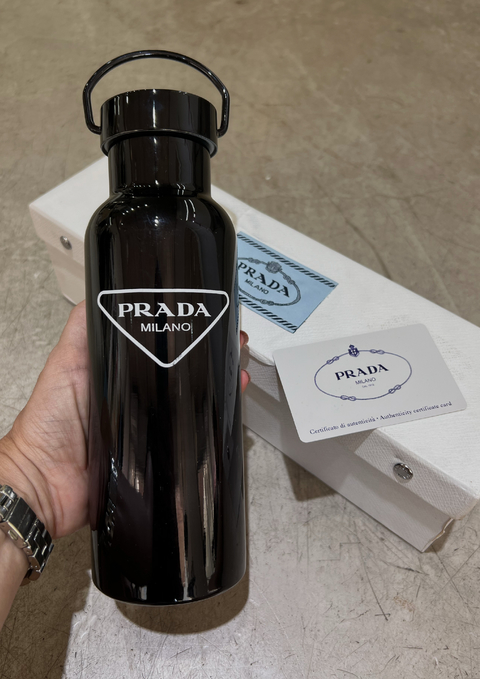 PRADA
MILANO
PRADA
MILANO
PRADA
MILANO
Certificato di autenticità · Authenticity certificate card